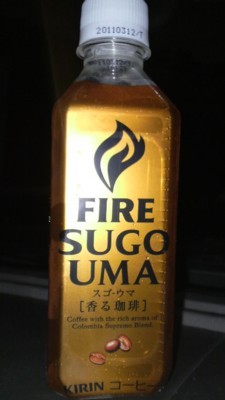 20110312/T
FIRE
SUGO
UMA
スゴ・ウマ
[香る珈琲]
Coffee with the rich aroma of
Colombia Supremo Blend.
KIRIN コーヒー